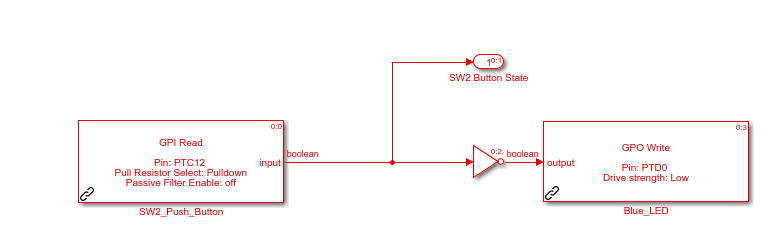 1 0:1
SW2 Button State
0:0
GPI Read
Pin: PTC12
Pull Resistor Select: Pulldown
Passive Filter Enable: off
input
SW2_Push_Button
boolean
0:2
boolean
0:3
GPO Write
output
Pin: PTD0
Drive strength: Low
Blue_LED